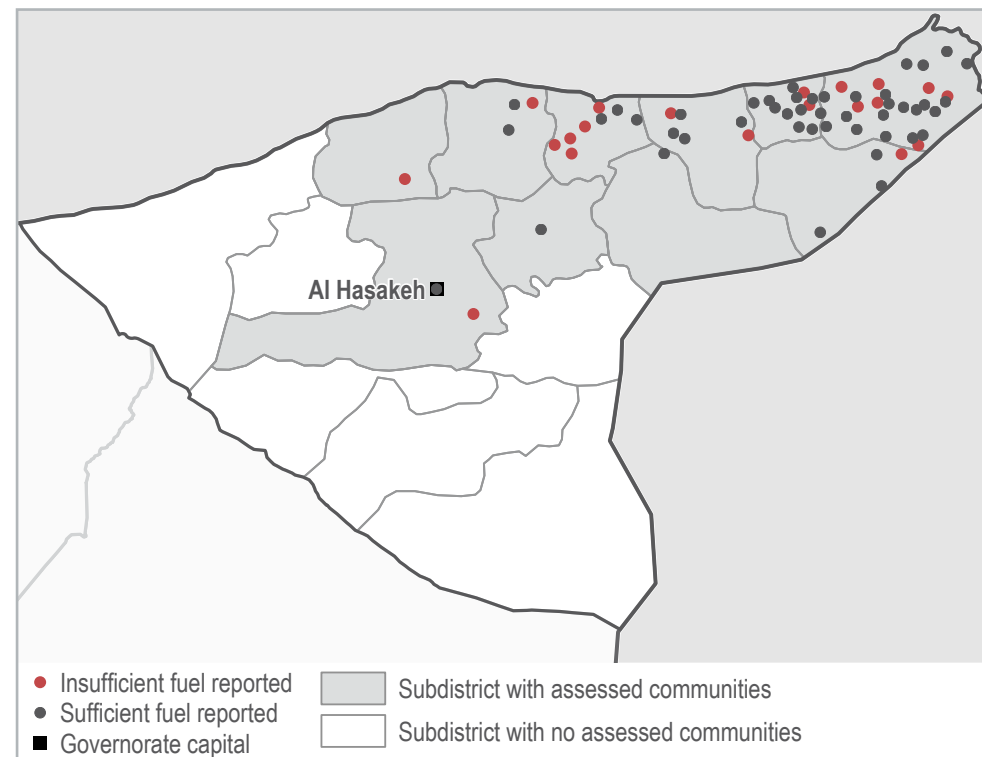 Al Hasakeh
Insufficient fuel reported
Sufficient fuel reported
Governorate capital
Subdistrict with assessed communities
Subdistrict with no assessed communities